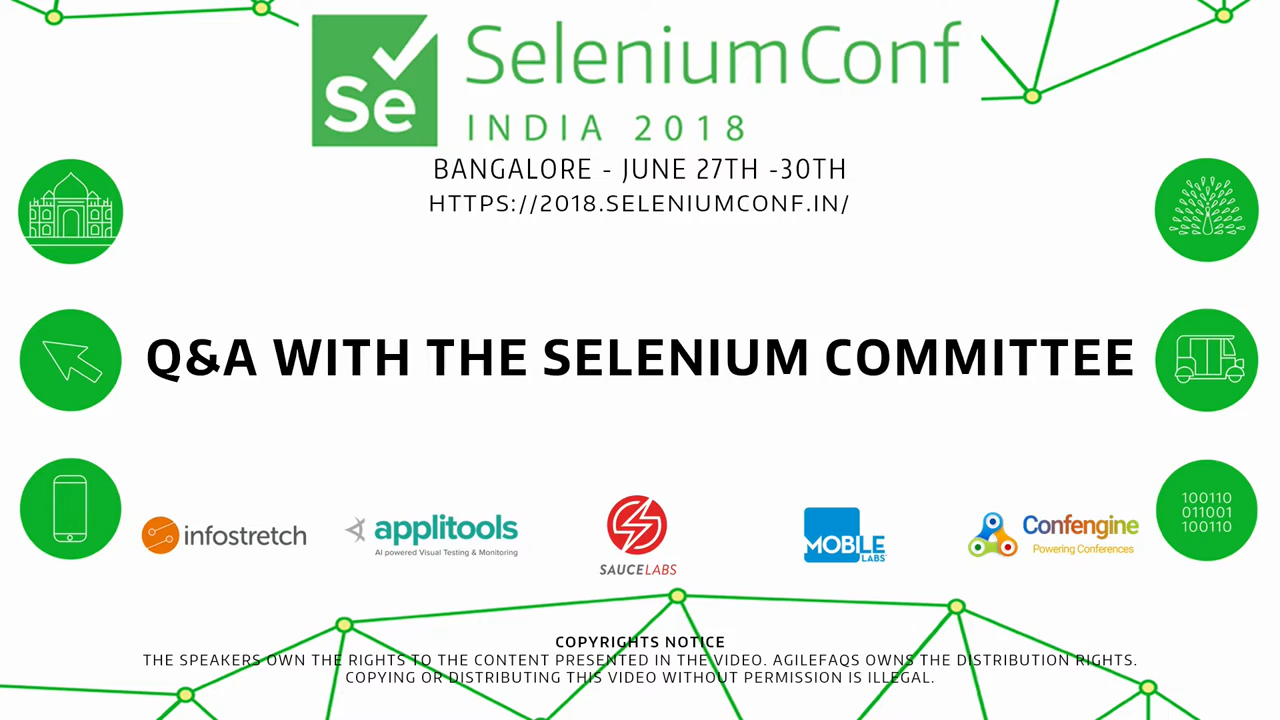 Se
SeleniumConf
INDIA 2018
BANGALORE - JUNE 27TH -30TH
HTTPS://2018.SELENIUMCONF.IN/
Q&A WITH THE SELENIUM COMMITTEE
100110
011001
100110
infostretch
applitools
AI powered Visual Testing & Monitoring
SAUCELABS
MOBILE
LABS
Confengine
Powering Conferences
COPYRIGHTS NOTICE
THE SPEAKERS OWN THE RIGHTS TO THE CONTENT PRESENTED IN THE VIDEO. AGILEFAQS OWNS THE DISTRIBUTION RIGHTS.
COPYING OR DISTRIBUTING THIS VIDEO WITHOUT PERMISSION IS ILLEGAL.